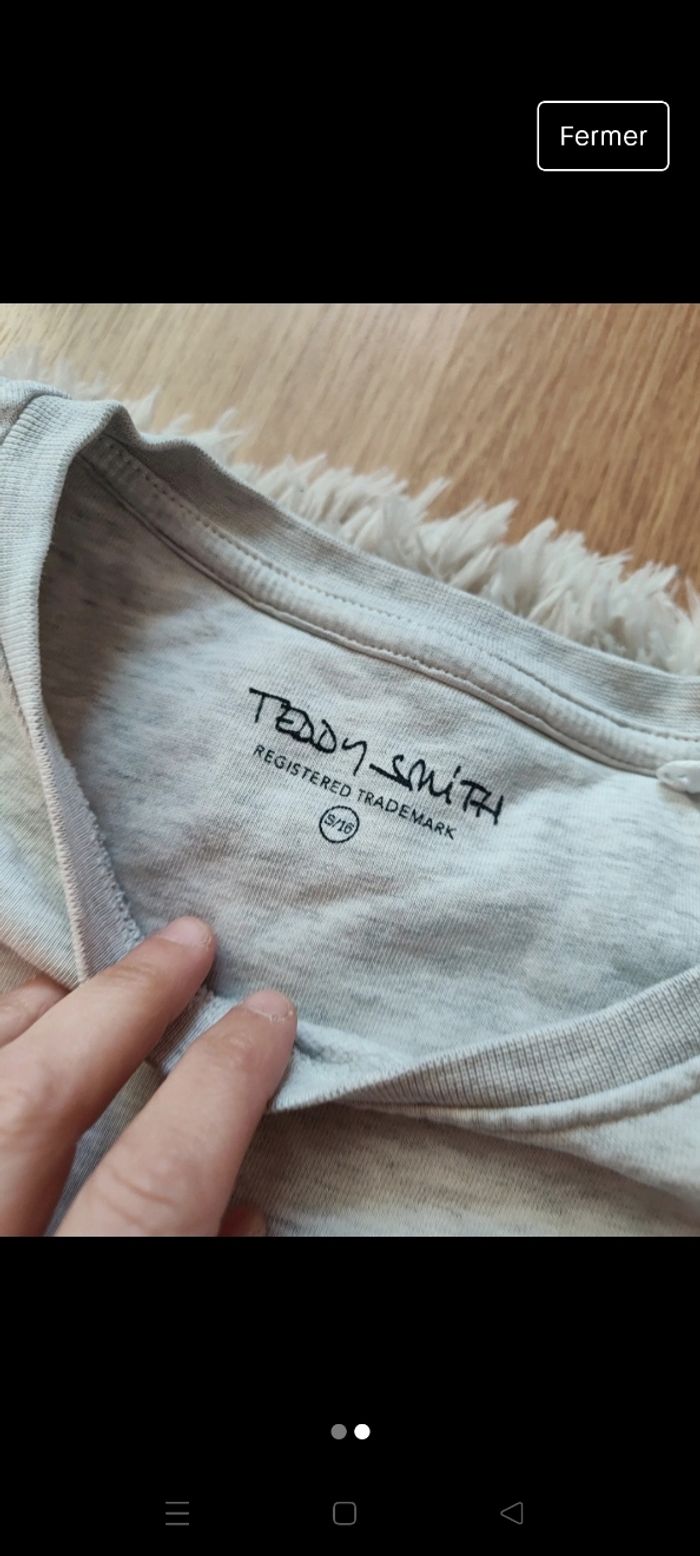 Fermer
TEDDY SMITH
REGISTERED TRADEMARK
S/16